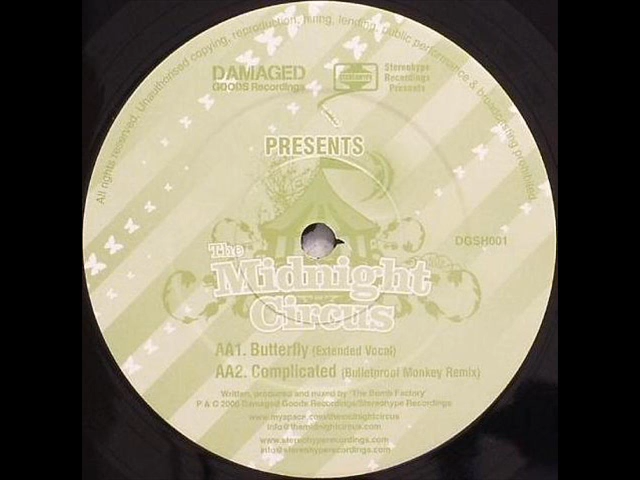 All rights reserved. Unauthorised copying, reproduction, hiring, lending, public performance & broadcasting prohibited.
DAMAGED
GOODS Recordings
STEREOHYPE
Stereohype
Recordings
Presents
PRESENTS
The
Midnight
Circus
DGSH001
AA1. Butterfly (Extended Vocal)
AA2. Complicated (Bulletproof Monkey Remix)
Written, produced and mixed by 'The Bomb Factory'
P & C 2006 Damaged Goods Recordings/Stereohype Recordings
www.myspace.com/themidnightcircus
info@themidnightcircus.com
www.stereohyperecordings.com
info@stereohyperecordings.com